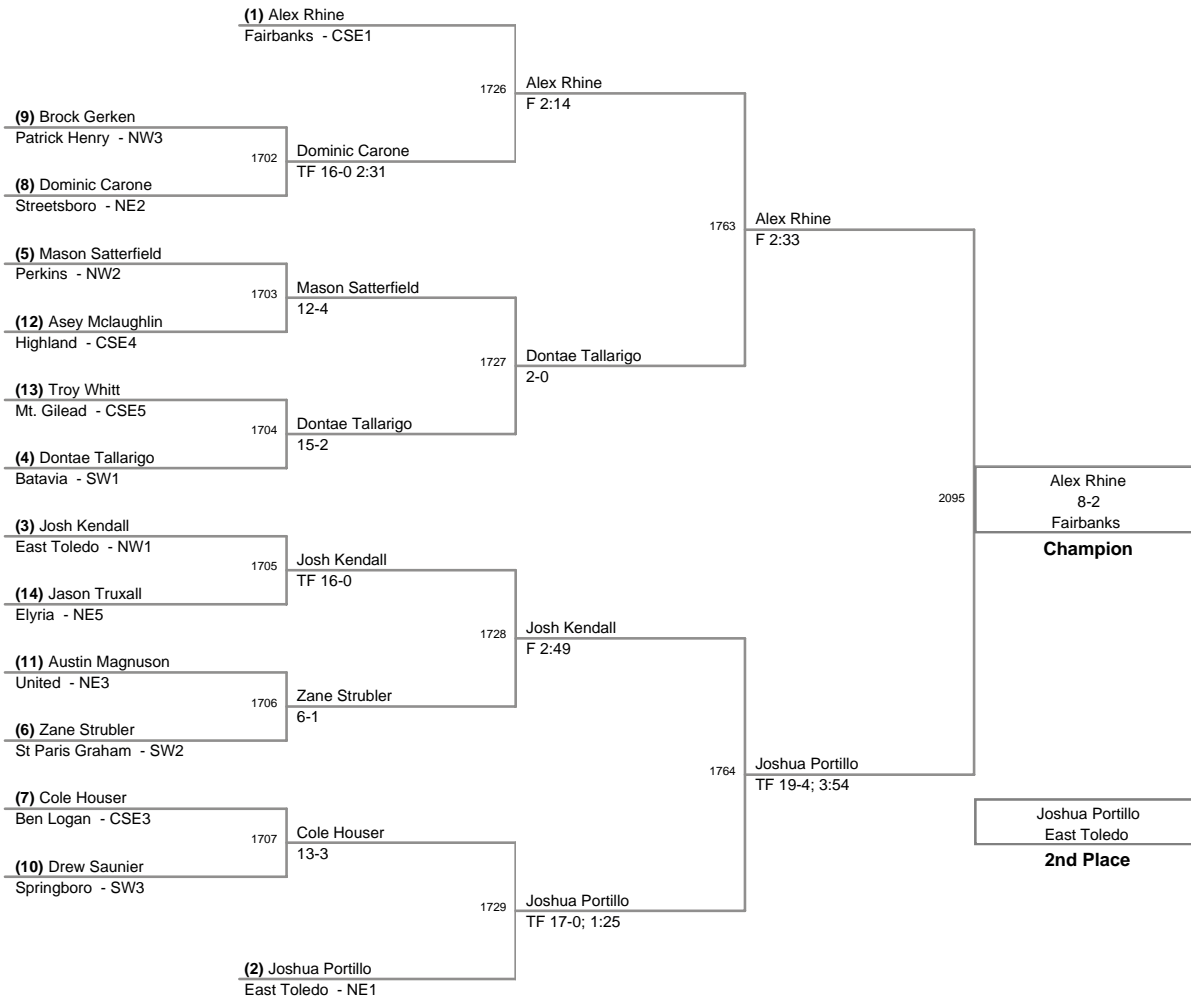 (1) Alex Rhine
Fairbanks - CSE1
1726
Alex Rhine
F 2:14
(9) Brock Gerken
Patrick Henry - NW3
1702
Dominic Carone
TF 16-0 2:31
(8) Dominic Carone
Streetsboro - NE2
1763
Alex Rhine
F 2:33
(5) Mason Satterfield
Perkins - NW2
1703
Mason Satterfield
12-4
(12) Asey Mclaughlin
Highland - CSE4
1727
Dontae Tallarigo
2-0
(13) Troy Whitt
Mt. Gilead - CSE5
1704
Dontae Tallarigo
15-2
(4) Dontae Tallarigo
Batavia - SW1
2095
Alex Rhine
8-2
Fairbanks
Champion
(3) Josh Kendall
East Toledo - NW1
1705
Josh Kendall
TF 16-0
(14) Jason Truxall
Elyria - NE5
1728
Josh Kendall
F 2:49
(11) Austin Magnuson
United - NE3
1706
Zane Strubler
6-1
(6) Zane Strubler
St Paris Graham - SW2
1764
Joshua Portillo
TF 19-4; 3:54
(7) Cole Houser
Ben Logan - CSE3
1707
Cole Houser
13-3
(10) Drew Saunier
Springboro - SW3
Joshua Portillo
East Toledo
2nd Place
1729
Joshua Portillo
TF 17-0; 1:25
(2) Joshua Portillo
East Toledo - NE1